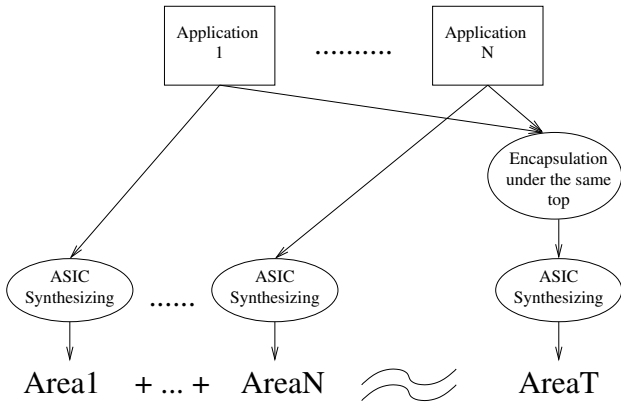 Application
1
..........
Application
N
Encapsulation
under the same
top
ASIC
Synthesizing
......
ASIC
Synthesizing
ASIC
Synthesizing
Area1 + ... + AreaN ≈ AreaT